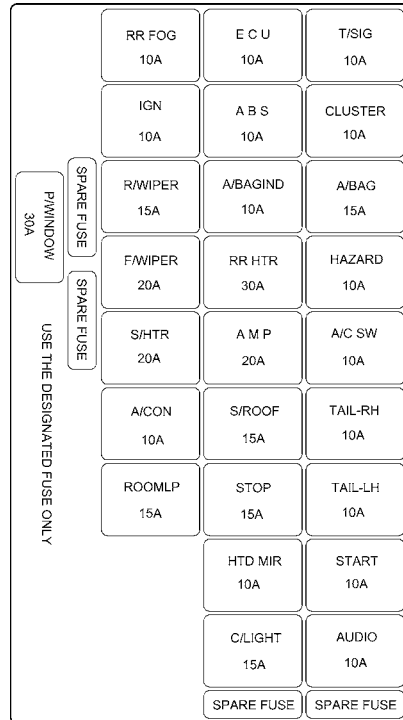 RR FOG
10A
E C U
10A
T/SIG
10A
IGN
10A
A B S
10A
CLUSTER
10A
R/WIPER
15A
A/BAGIND
10A
A/BAG
15A
F/WIPER
20A
RR HTR
30A
HAZARD
10A
S/HTR
20A
A M P
20A
A/C SW
10A
A/CON
10A
S/ROOF
15A
TAIL-RH
10A
ROOMLP
15A
STOP
15A
TAIL-LH
10A
HTD MIR
10A
START
10A
C/LIGHT
15A
AUDIO
10A
SPARE FUSE
SPARE FUSE
SPARE FUSE
SPARE FUSE
P/WINDOW
30A
USE THE DESIGNATED FUSE ONLY